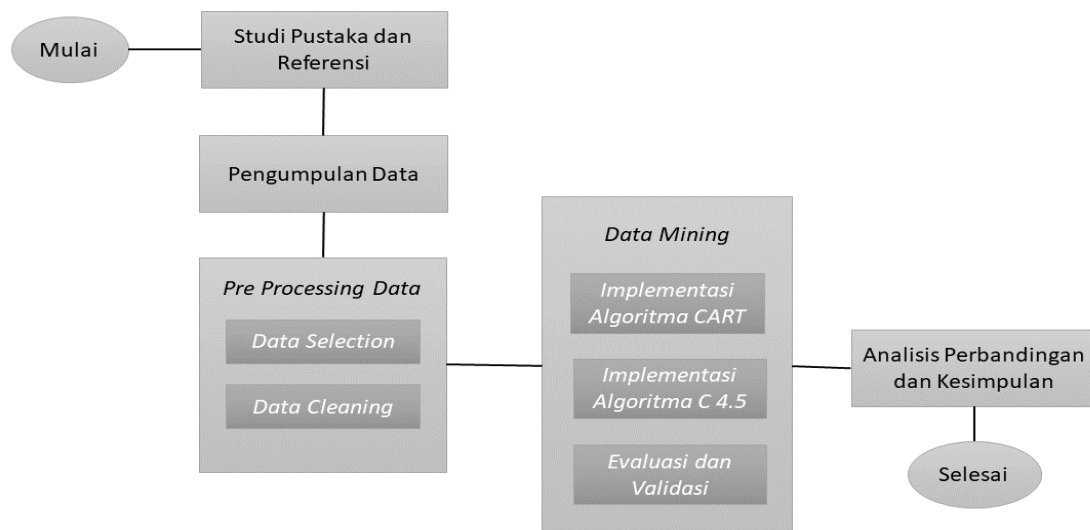 Mulai
Studi Pustaka dan
Referensi
Pengumpulan Data
Pre Processing Data
Data Selection
Data Cleaning
Data Mining
Implementasi
Algoritma CART
Implementasi
Algoritma C 4.5
Evaluasi dan
Validasi
Analisis Perbandingan
dan Kesimpulan
Selesai